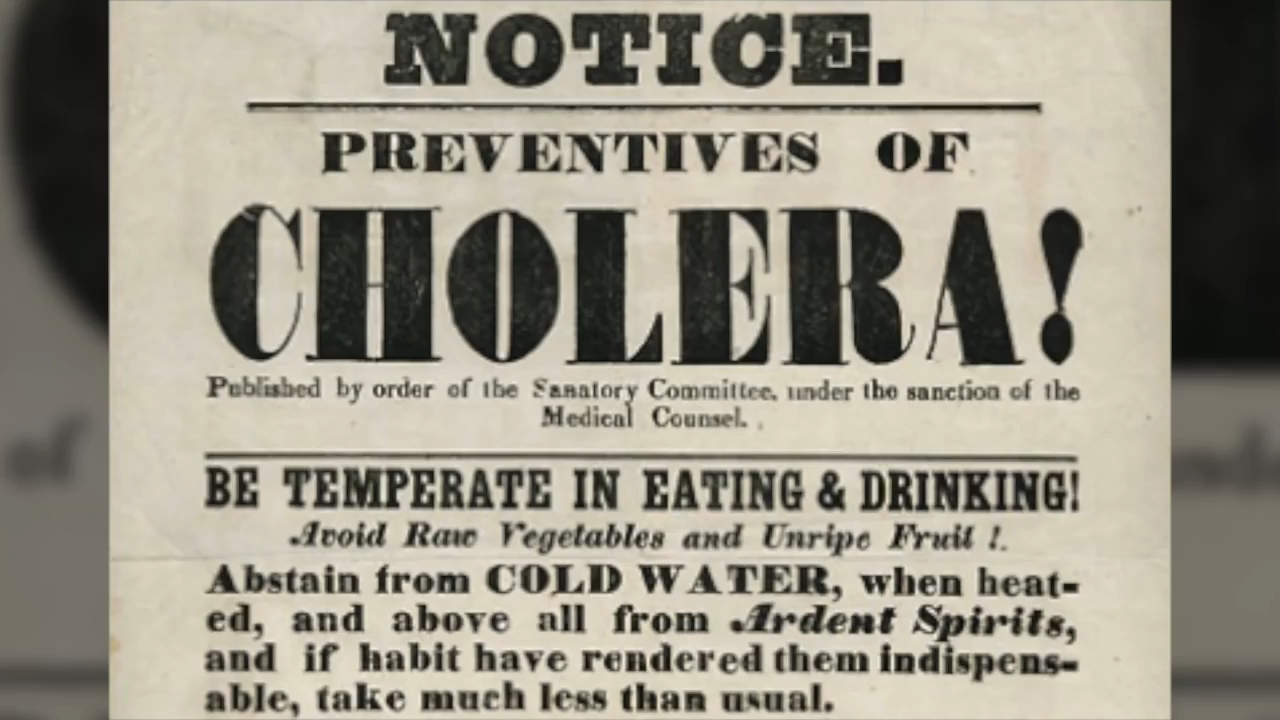 NOTICE.
PREVENTIVES OF
CHOLERA!
Published by order of the Sanatory Committee, under the sanction of the
Medical Counsel.
BE TEMPERATE IN EATING & DRINKING!
Avoid Raw Vegetables and Unripe Fruit !.
Abstain from COLD WATER, when heat-
ed, and above all from Ardent Spirits,
and if habit have rendered them indispens-
able, take much less than usual.
of